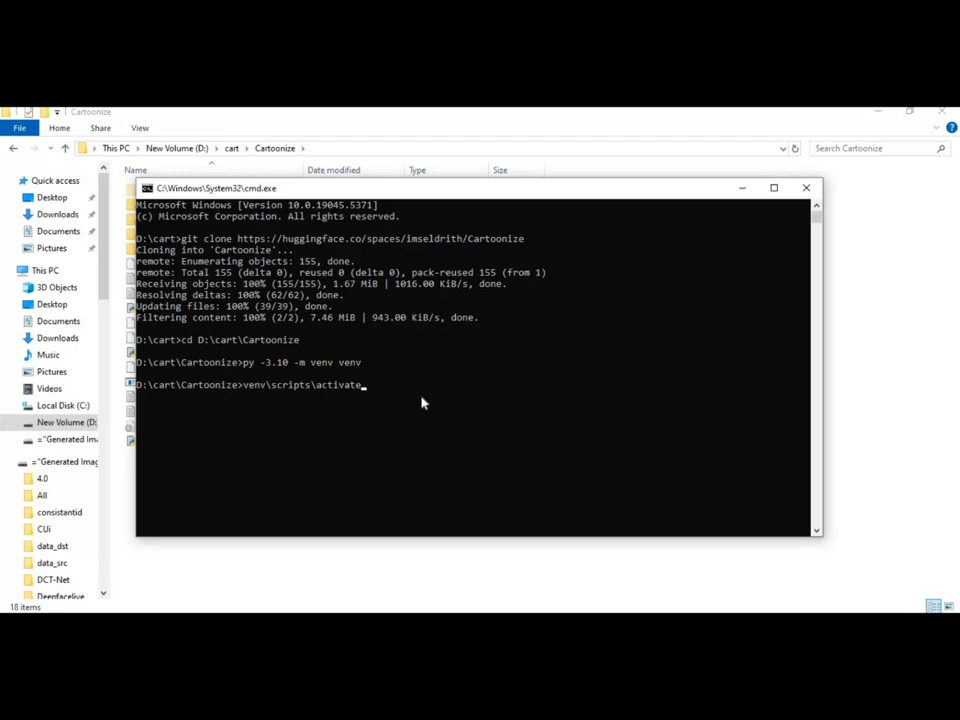 Cartoonize
File
Home
Share
View
This PC
New Volume (D:)
cart
Cartoonize
Search Cartoonize
Name
Date modified
Type
Size
Quick access
Desktop
Downloads
Documents
Pictures
This PC
3D Objects
Desktop
Documents
Downloads
Music
Pictures
Videos
Local Disk (C:)
New Volume (D:
="Generated Im
="Generated Imag
4.0
All
consistantid
CUi
data_dst
data_src
DCT-Net
Deepfacelive
18 items
C:\Windows\System32\cmd.exe
Microsoft Windows [Version 10.0.19045.5371]
(c) Microsoft Corporation. All rights reserved.
D:\cart>git clone https://huggingface.co/spaces/imseldrith/Cartoonize
Cloning into 'Cartoonize'...
remote: Enumerating objects: 155, done.
remote: Total 155 (delta 0), reused 0 (delta 0), pack-reused 155 (from 1)
Receiving objects: 100% (155/155), 1.67 MiB | 1016.00 KiB/s, done.
Resolving deltas: 100% (62/62), done.
Updating files: 100% (39/39), done.
Filtering content: 100% (2/2), 7.46 MiB | 943.00 KiB/s, done.
D:\cart>cd D:\cart\Cartoonize
D:\cart\Cartoonize>py -3.10 -m venv venv
D:\cart\Cartoonize>venv\scripts\activate